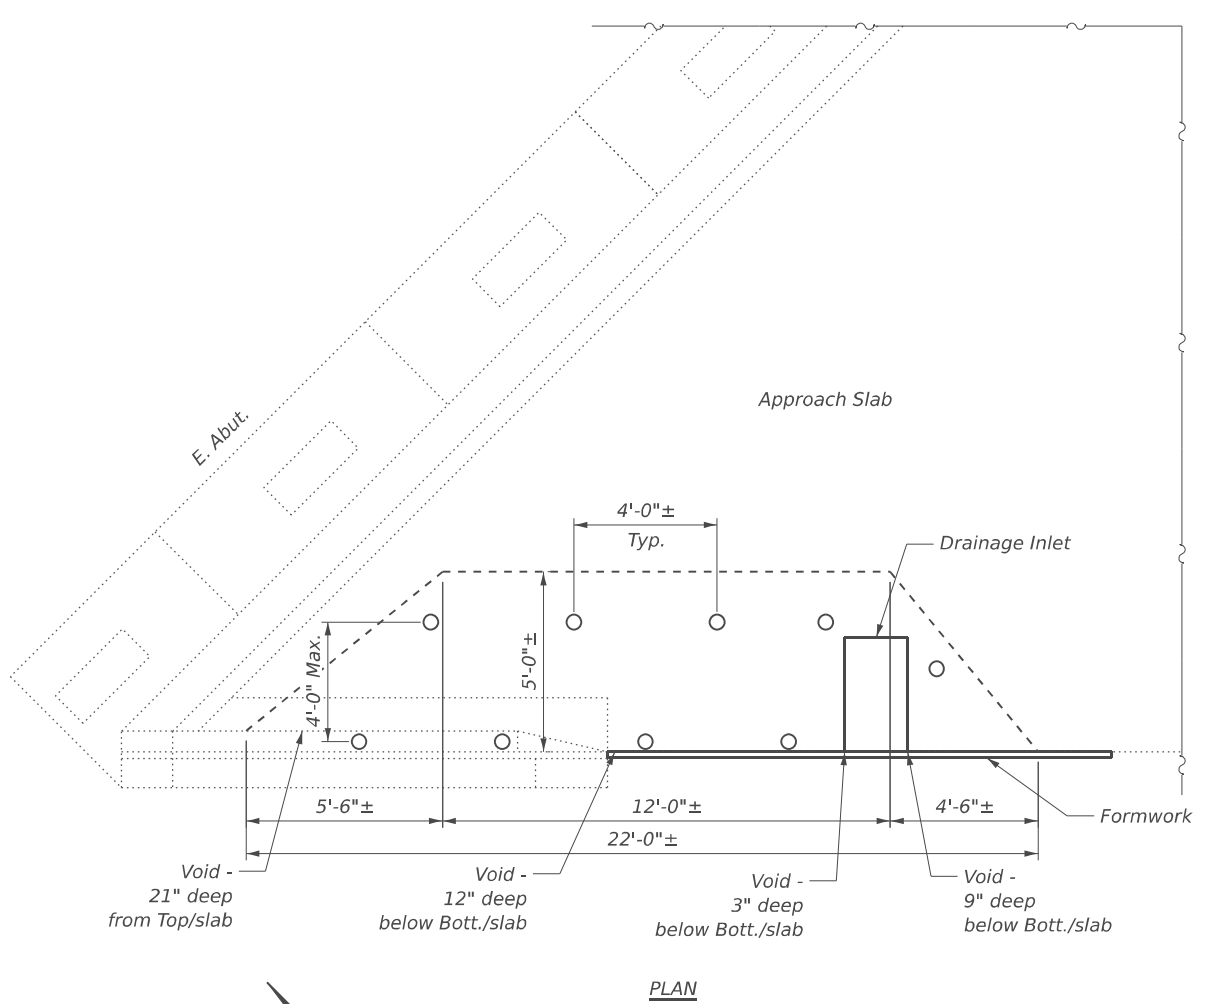 E. Abut.
Approach Slab
4'-0"±
Typ.
Drainage Inlet
4'-0" Max.
5'-0"±
5'-6"±
12'-0"±
4'-6"±
Formwork
22'-0"±
Void -
21" deep
from Top/slab
Void -
12" deep
below Bott./slab
Void -
3" deep
below Bott./slab
Void -
9" deep
below Bott./slab
PLAN